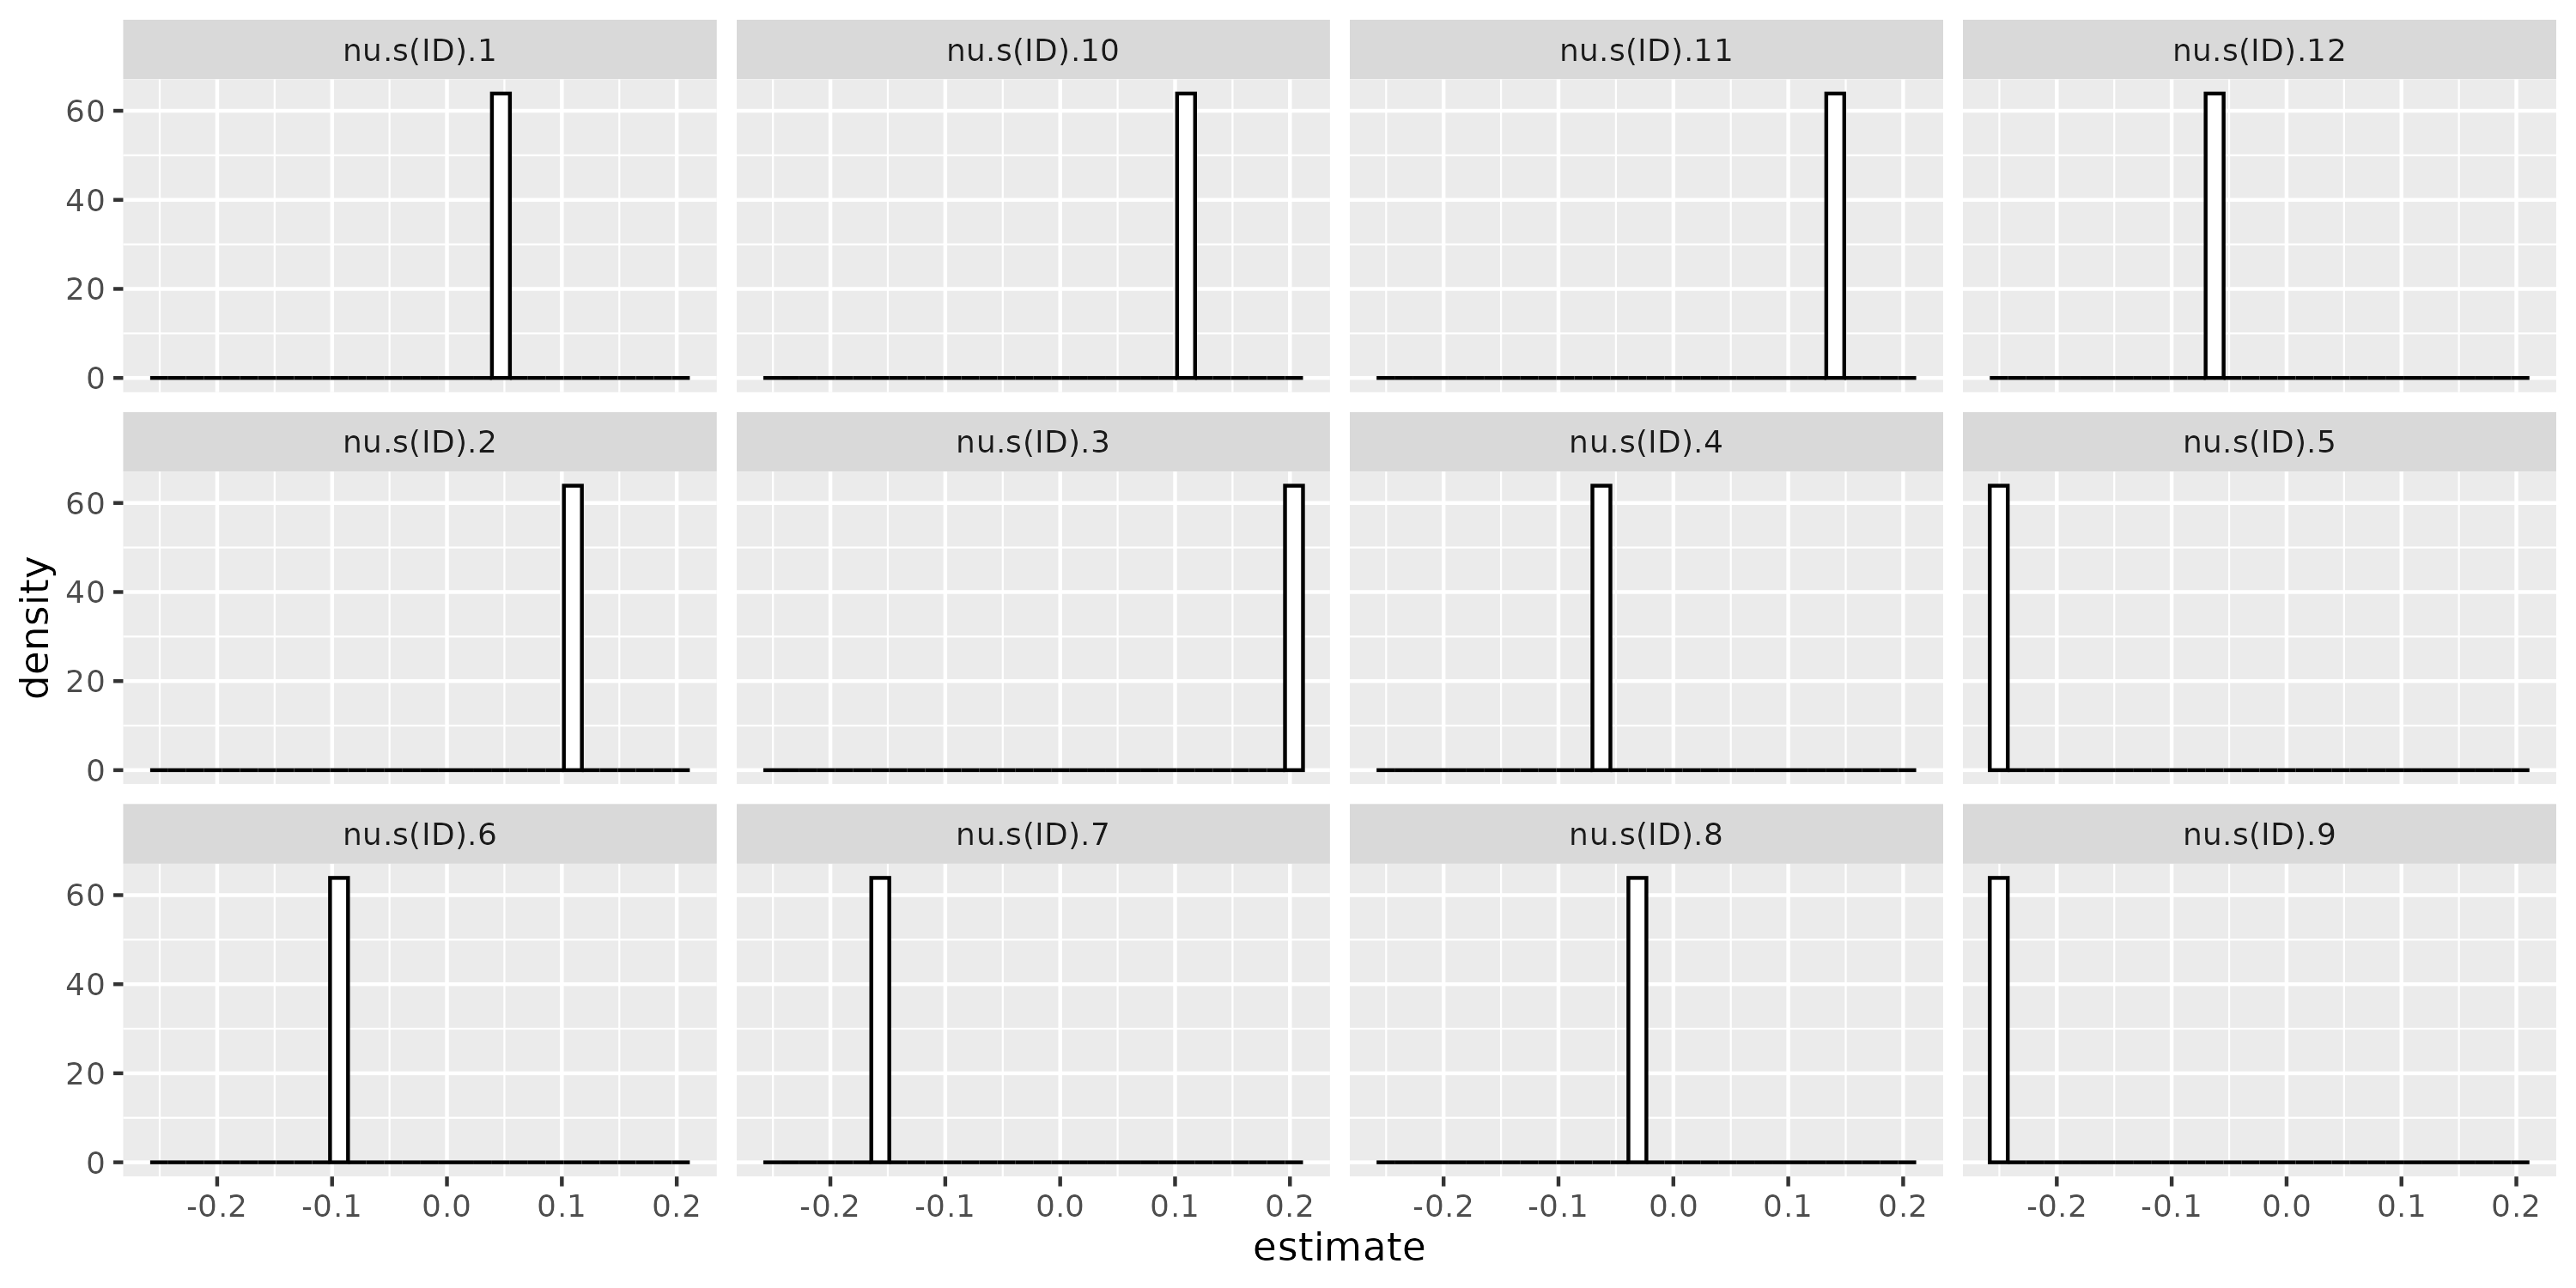 nu.s(ID).1 nu.s(ID).10 nu.s(ID).11 nu.s(ID).12
60
40
20
0
nu.s(ID).2 nu.s(ID).3 nu.s(ID).4 nu.s(ID).5
60
40
20
0
density
nu.s(ID).6 nu.s(ID).7 nu.s(ID).8 nu.s(ID).9
60
40
20
0
-0.2 -0.1 0.0 0.1 0.2 -0.2 -0.1 0.0 0.1 0.2 -0.2 -0.1 0.0 0.1 0.2 -0.2 -0.1 0.0 0.1 0.2
estimate